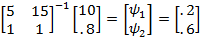 [5 15; 1 1]⁻¹ [10; .8] = [ψ₁; ψ₂] = [.2; .6]